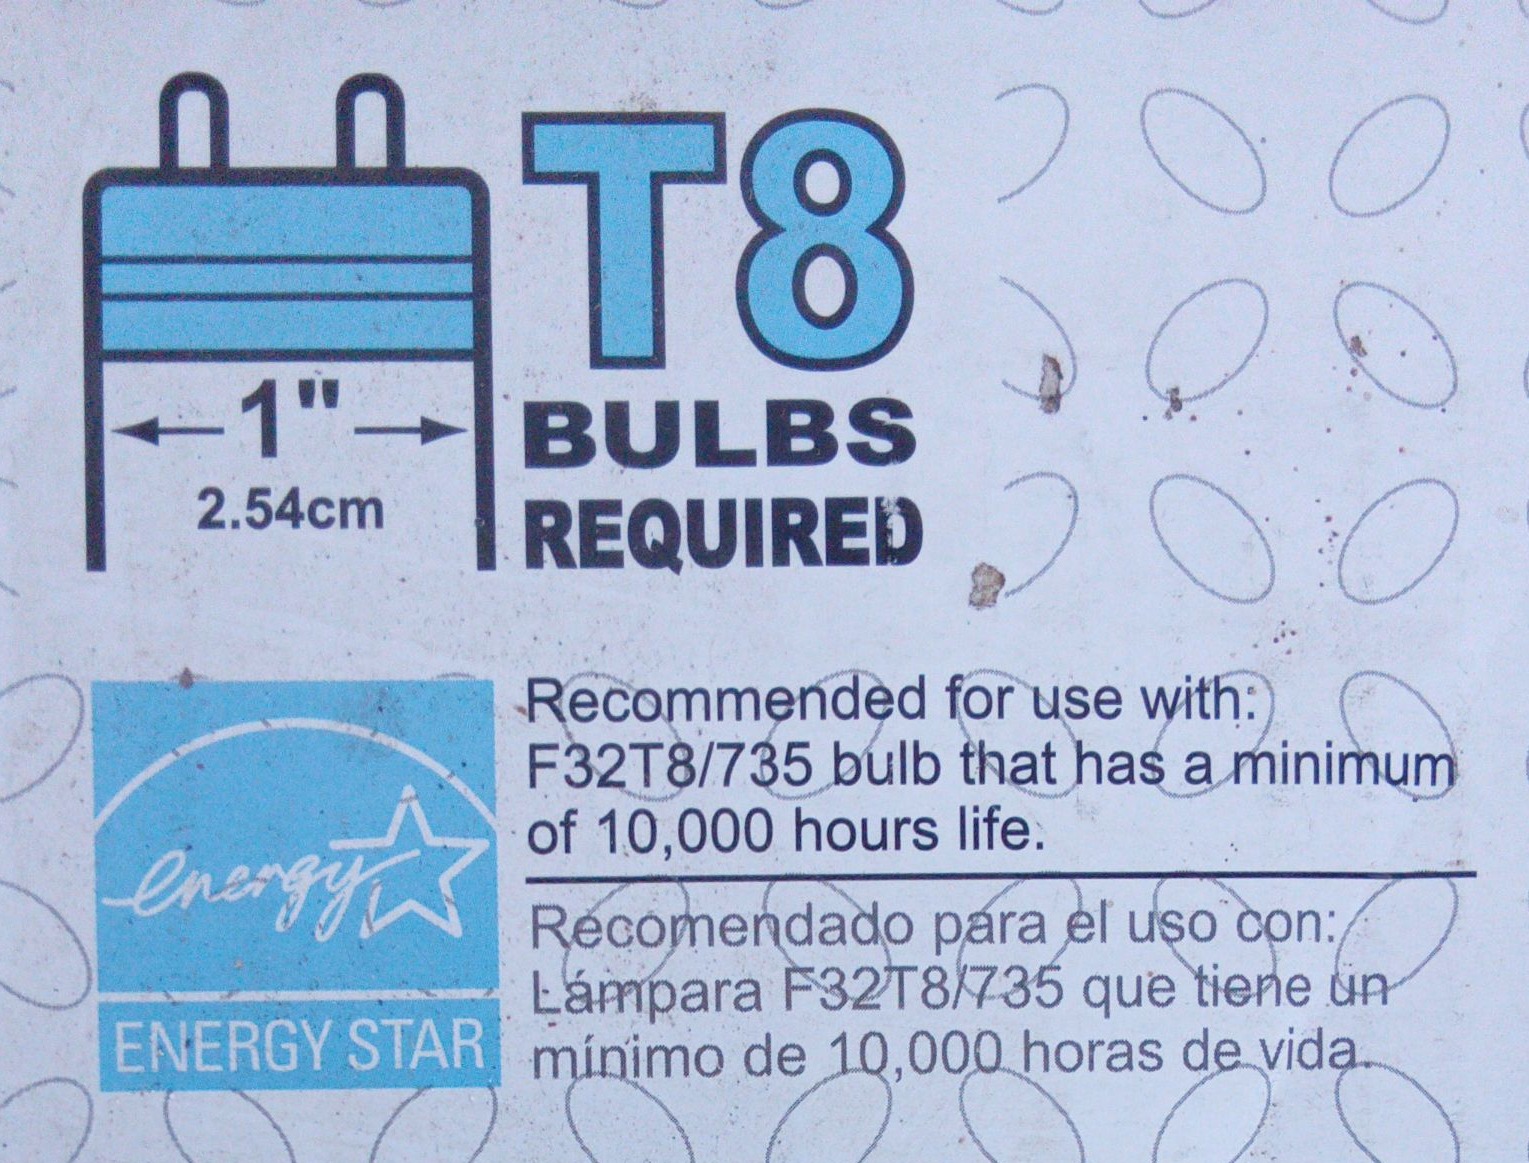 T8
BULBS
REQUIRED
1"
2.54cm
energy
ENERGY STAR
Recommended for use with:
F32T8/735 bulb that has a minimum
of 10,000 hours life.
Recomendado para el uso con:
Lámpara F32T8/735 que tiene un
mínimo de 10,000 horas de vida.